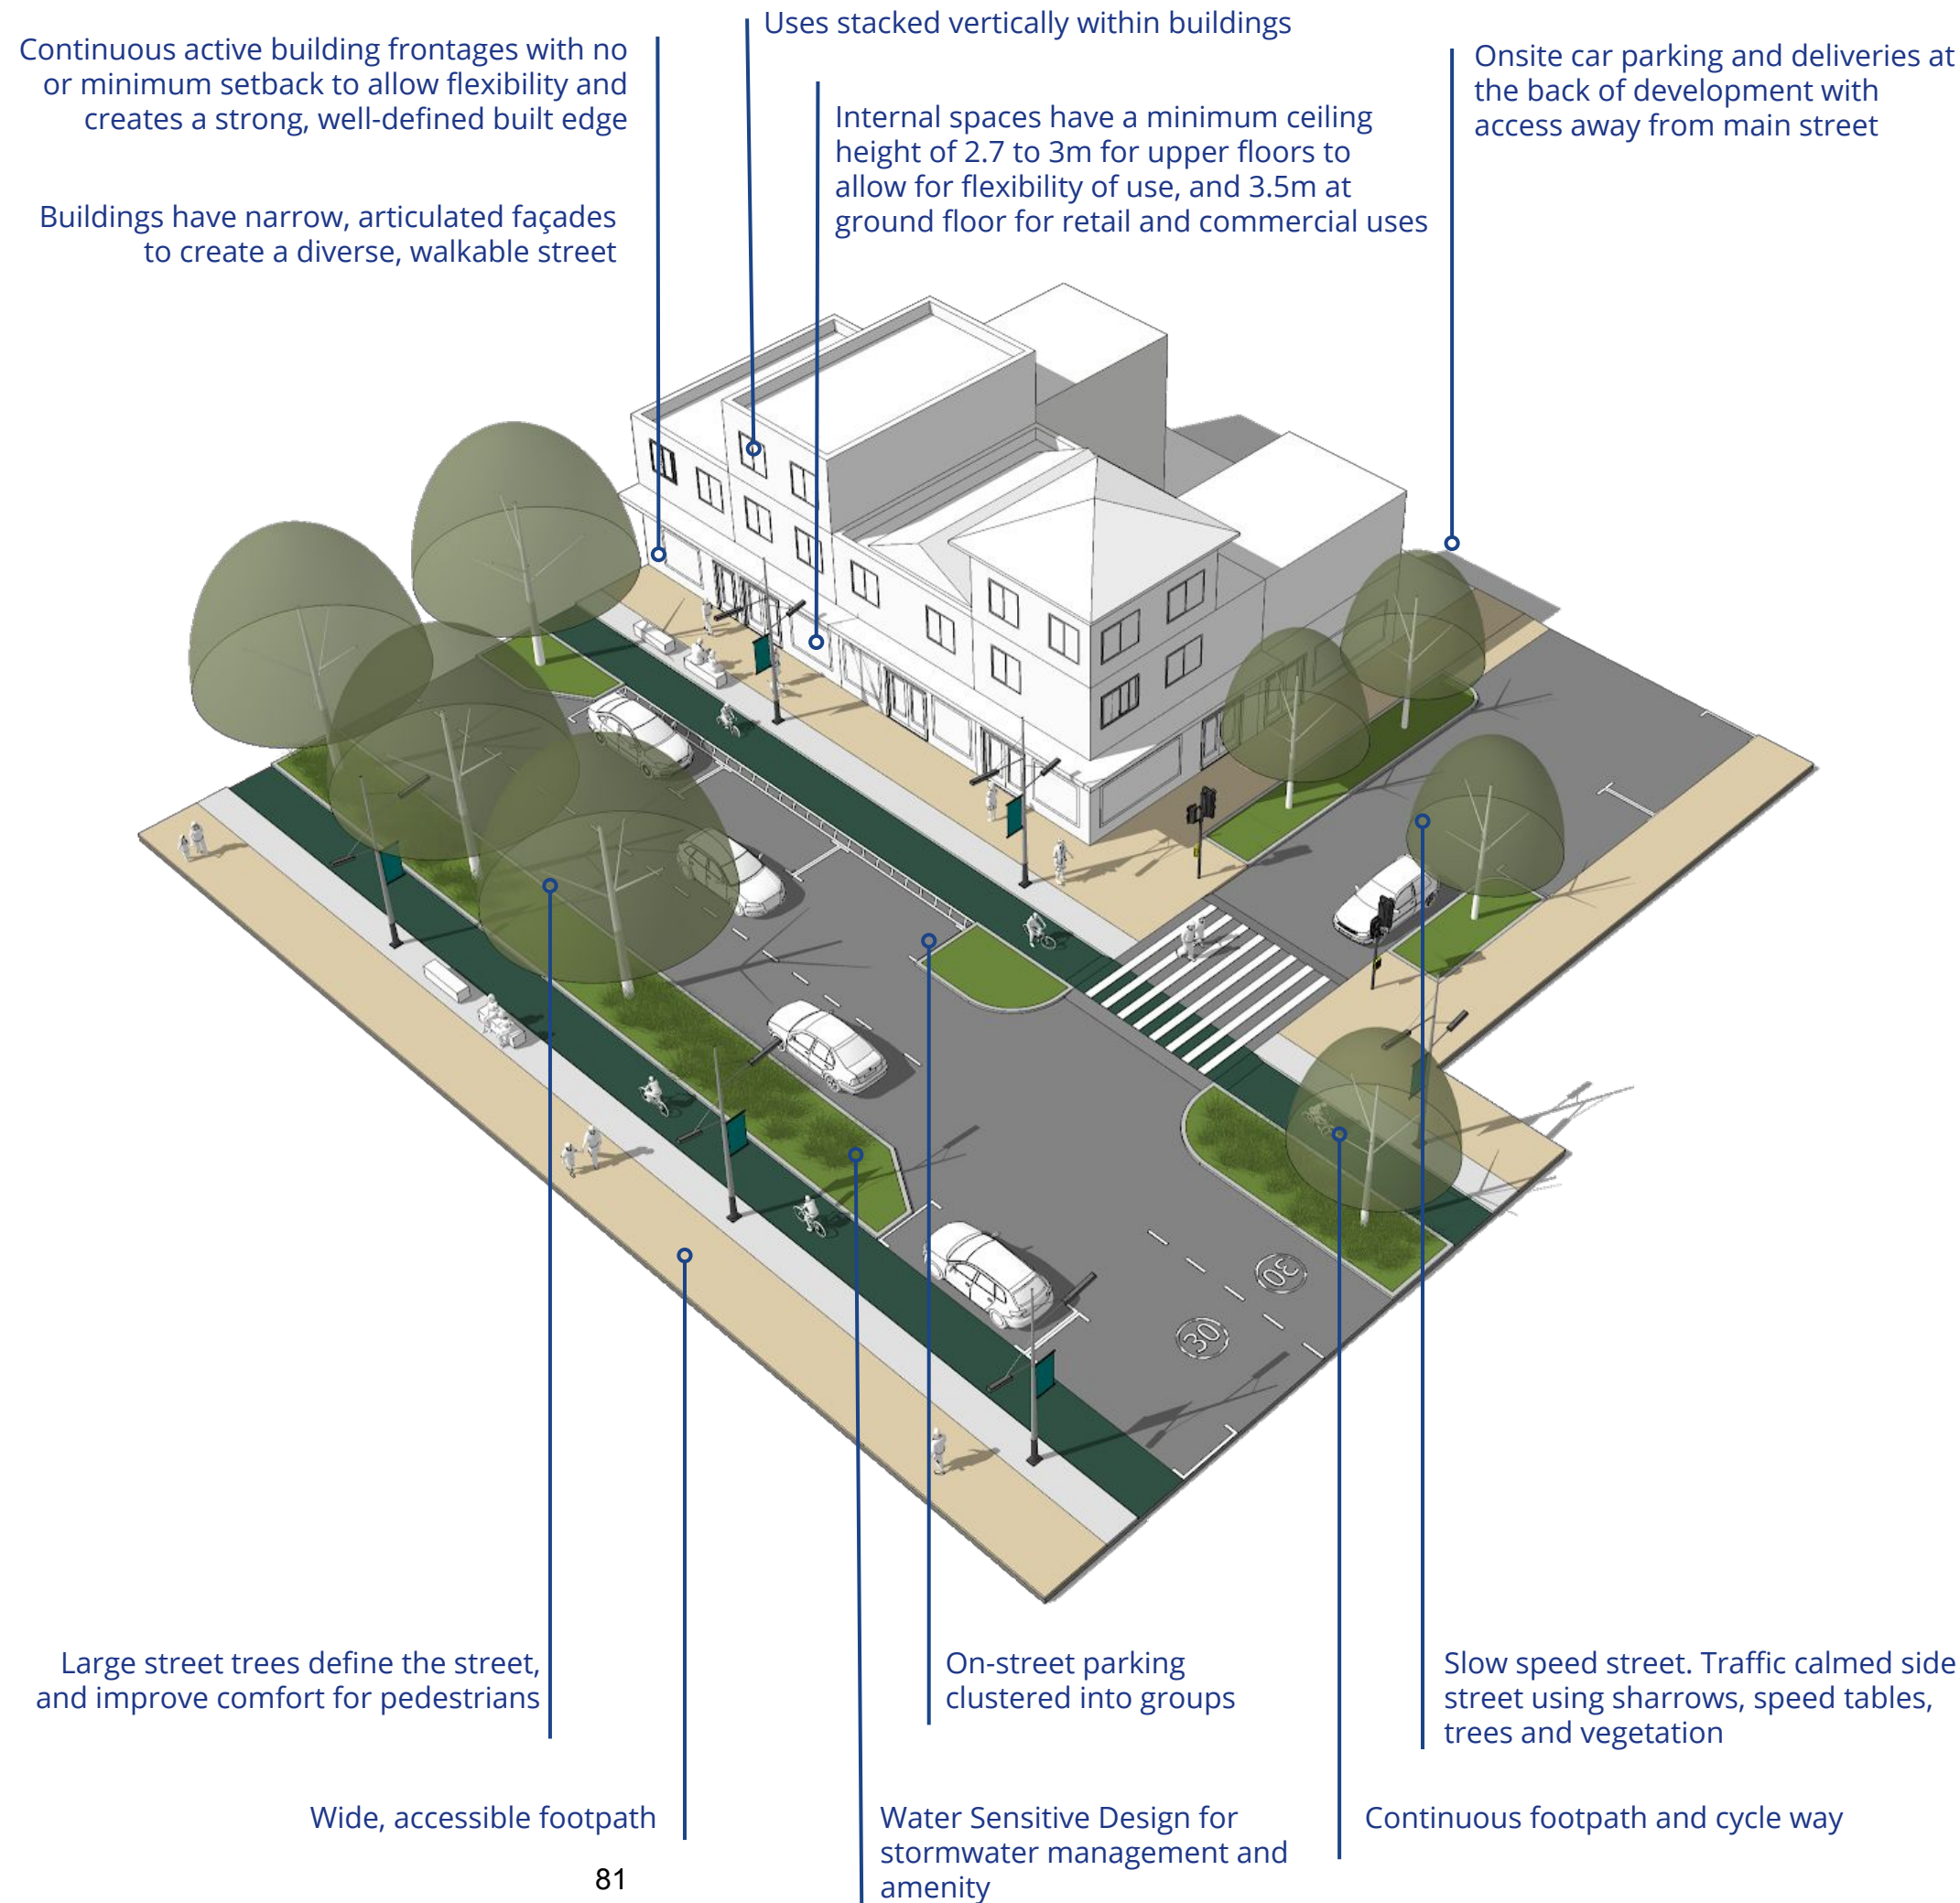 Uses stacked vertically within buildings
Continuous active building frontages with no
or minimum setback to allow flexibility and
creates a strong, well-defined built edge
Onsite car parking and deliveries at
the back of development with
access away from main street
Internal spaces have a minimum ceiling
height of 2.7 to 3m for upper floors to
allow for flexibility of use, and 3.5m at
ground floor for retail and commercial uses
Buildings have narrow, articulated façades
to create a diverse, walkable street
30
30
Large street trees define the street,
and improve comfort for pedestrians
On-street parking
clustered into groups
Slow speed street. Traffic calmed side
street using sharrows, speed tables,
trees and vegetation
Wide, accessible footpath
Water Sensitive Design for
stormwater management and
amenity
Continuous footpath and cycle way
81